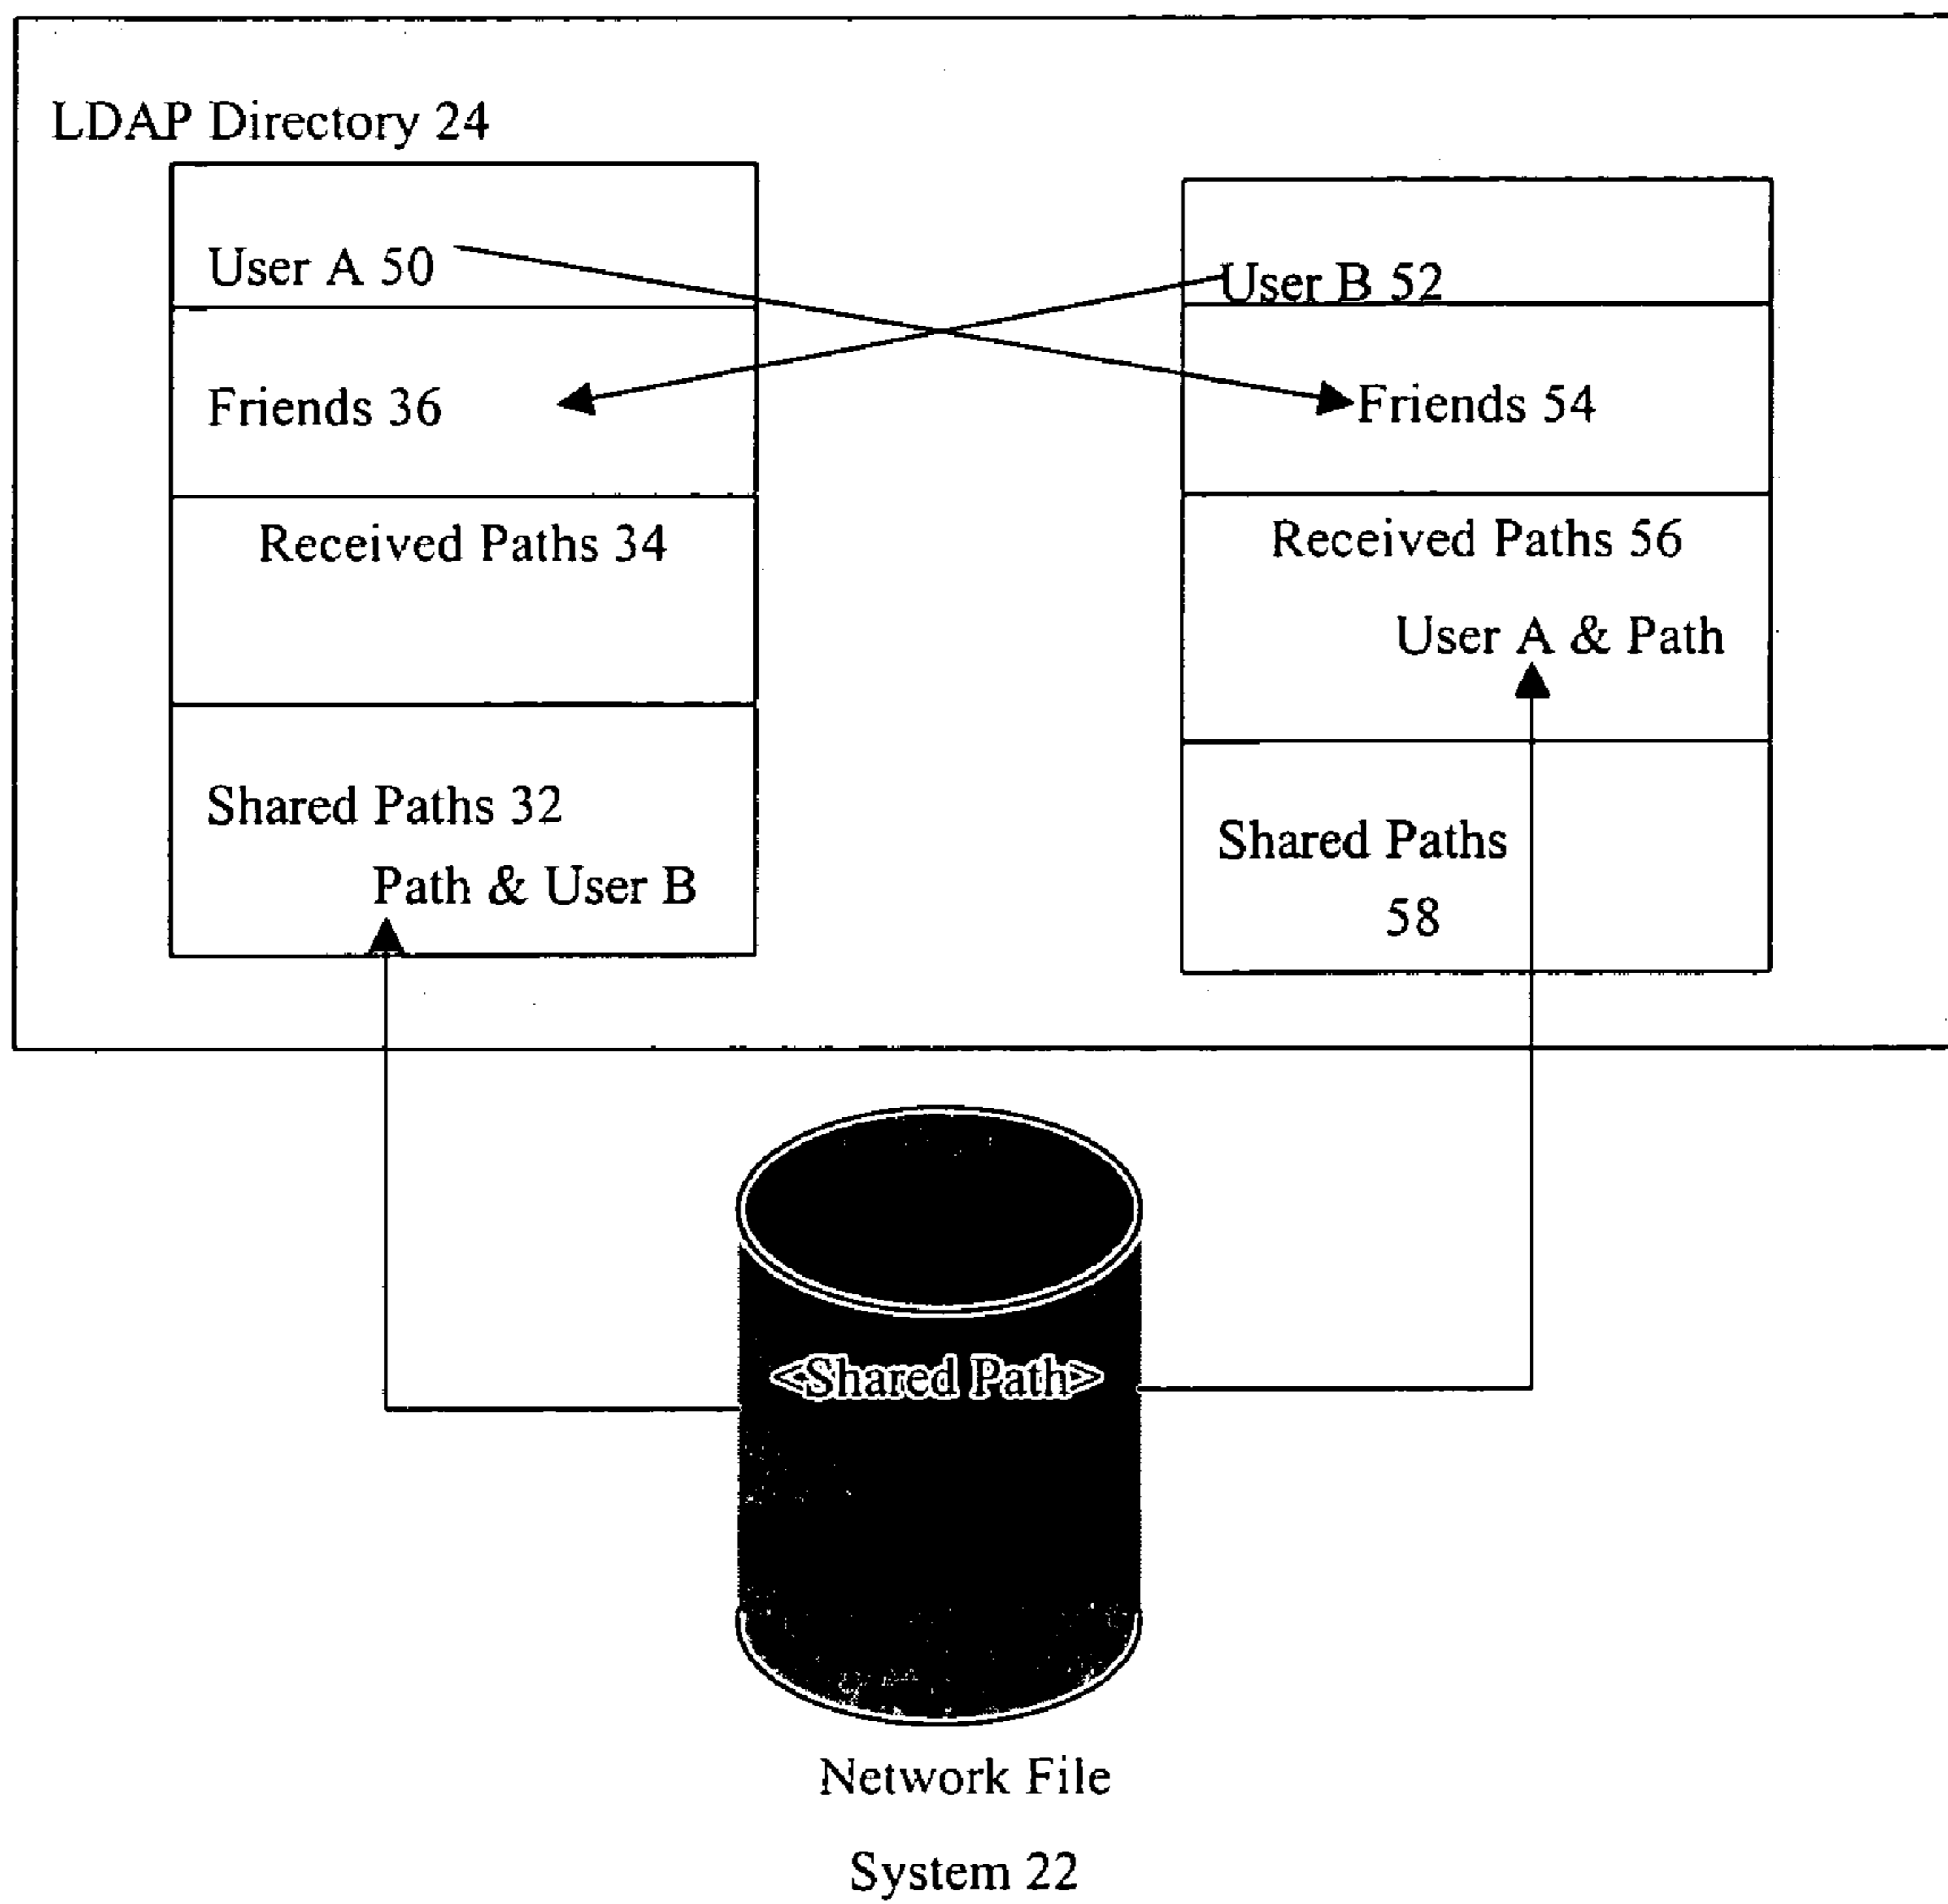 LDAP Directory 24
User A 50
Friends 36
Received Paths 34
Shared Paths 32
Path & User B
User B 52
Friends 54
Received Paths 56
User A & Path
Shared Paths
58
<Shared Path>
Network File
System 22